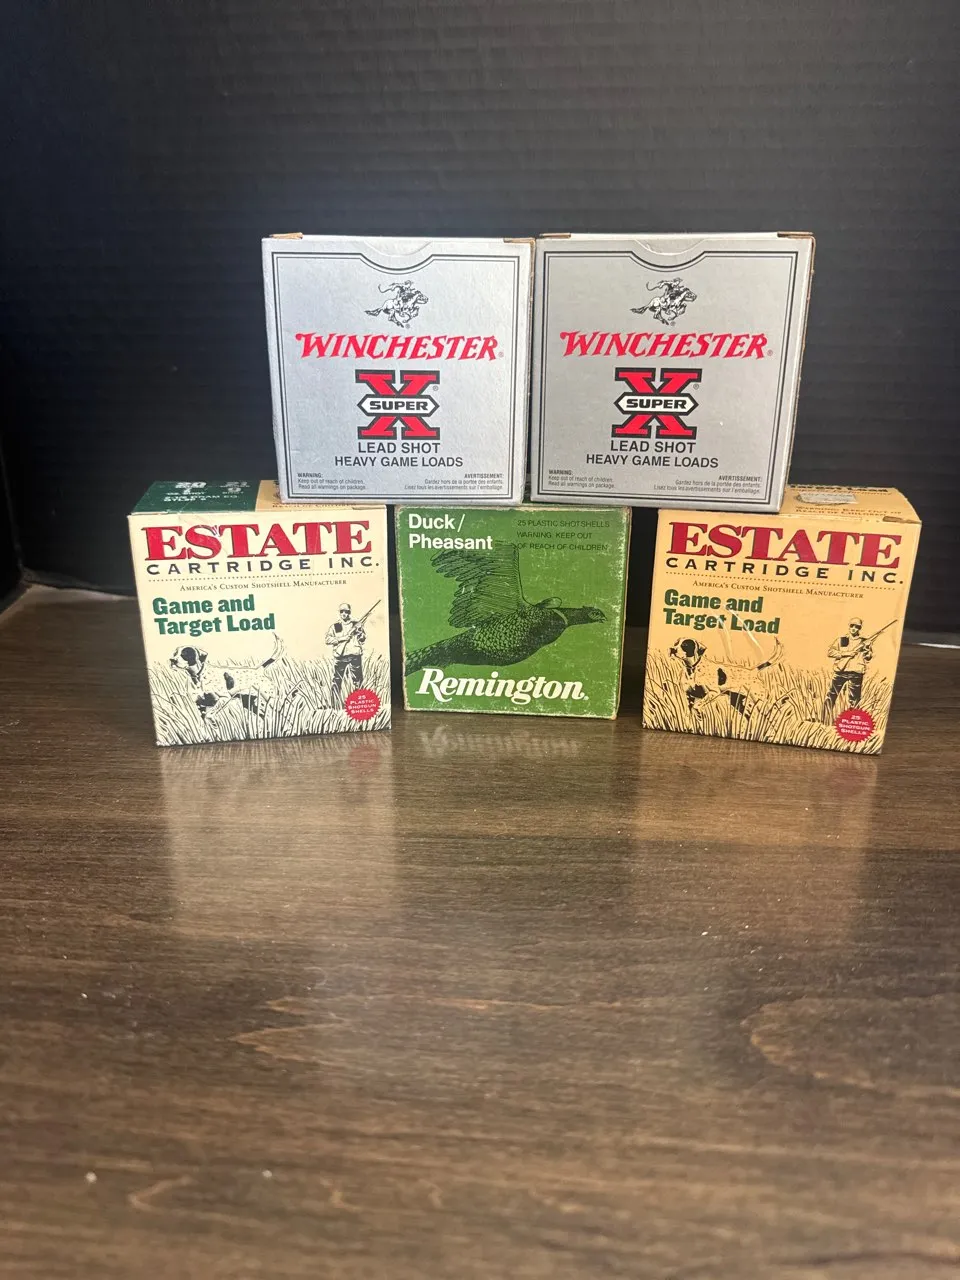 WINCHESTER®
SUPER X®
LEAD SHOT
HEAVY GAME LOADS
WARNING:
Keep out of reach of children.
Read all warnings on package.
AVERTISSEMENT:
Gardez hors de la portée des enfants.
Lisez tous les avertissements sur l'emballage.
WINCHESTER®
SUPER X®
LEAD SHOT
HEAVY GAME LOADS
WARNING:
Keep out of reach of children.
Read all warnings on package.
AVERTISSEMENT:
Gardez hors de la portée des enfants.
Lisez tous les avertissements sur l'emballage.
20
ESTATE
CARTRIDGE INC.
AMERICA'S CUSTOM SHOTSHELL MANUFACTURER
Game and
Target Load
25
PLASTIC
SHOTGUN
SHELLS
Duck/
Pheasant
25 PLASTIC SHOTSHELLS
WARNING: KEEP OUT
OF REACH OF CHILDREN
Remington®
ESTATE
CARTRIDGE INC.
AMERICA'S CUSTOM SHOTSHELL MANUFACTURER
Game and
Target Load
25
PLASTIC
SHOTGUN
SHELLS